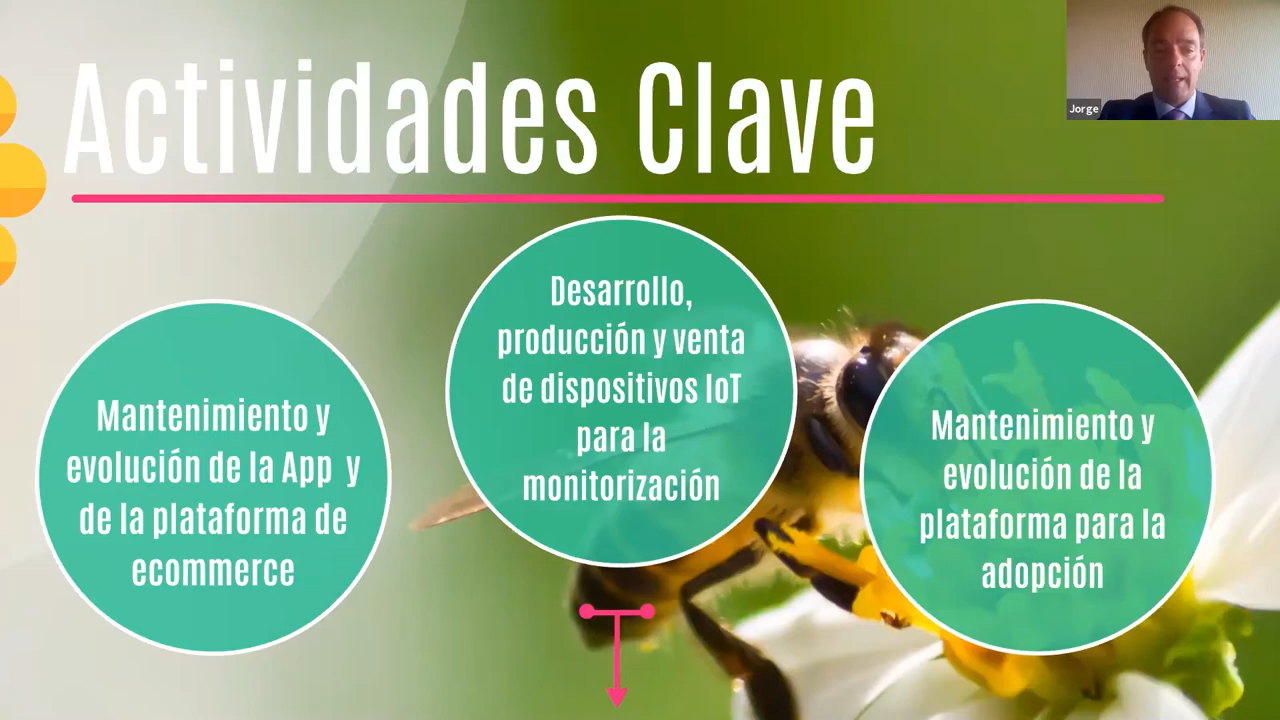 Actividades Clave
Jorge
Desarrollo,
producción y venta
de dispositivos IoT
para la
monitorización
Mantenimiento y
evolución de la App y
de la plataforma de
ecommerce
Mantenimiento y
evolución de la
plataforma para la
adopción